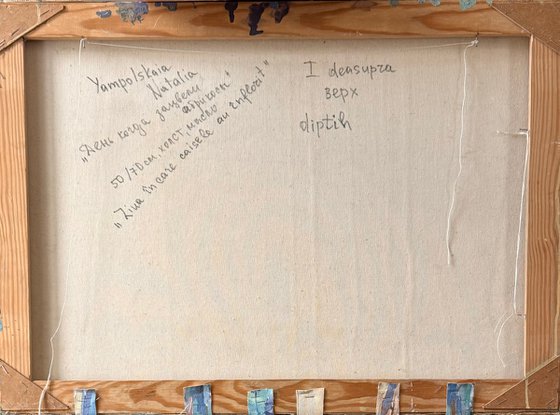 Yampolskaia
Natalia
„День когда зацвели
абрикосы"
50/70см, холст, масло
„Ziua în care caisele au înflorit"
I deasupra
верх
diptih